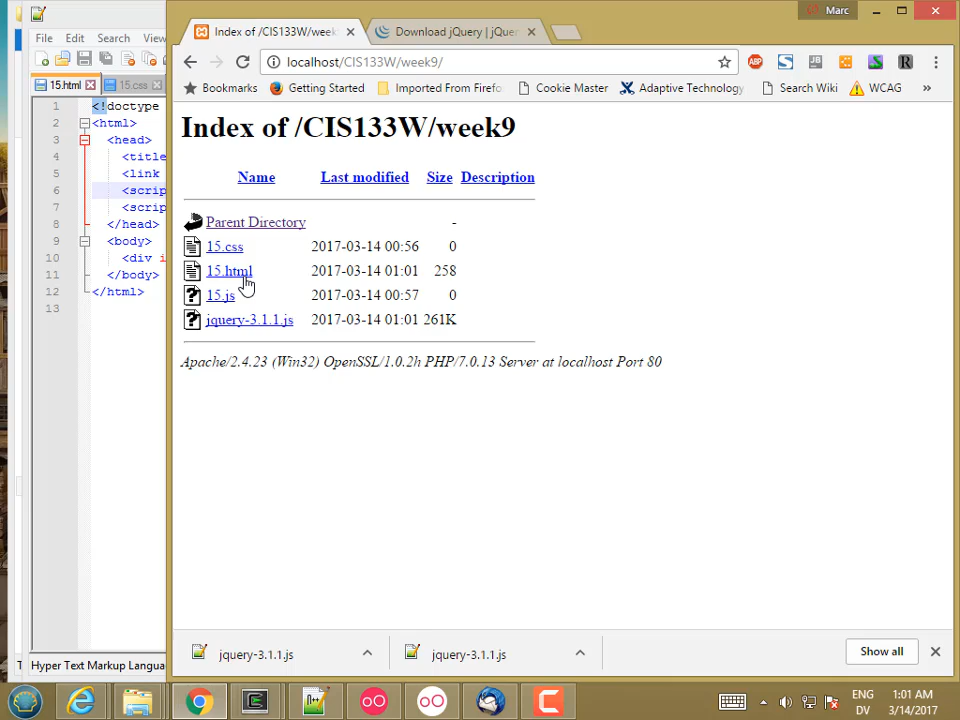 Marc
Index of /CIS133W/week
Download jQuery | jQue
File Edit Search View
localhost/CIS133W/week9/
ABP
JB
R
Bookmarks Getting Started Imported From Firefo Cookie Master Adaptive Technology Search Wiki WCAG »
15.html 15.css
1 <!doctype
2 <html>
3 <head>
4 <title
5 <link
6 <scrip
7 <scrip
8 </head>
9 <body>
10 <div i
11 </body>
12 </html>
13
Index of /CIS133W/week9
Name Last modified Size Description
Parent Directory -
15.css 2017-03-14 00:56 0
15.html 2017-03-14 01:01 258
15.js 2017-03-14 00:57 0
jquery-3.1.1.js 2017-03-14 01:01 261K
Apache/2.4.23 (Win32) OpenSSL/1.0.2h PHP/7.0.13 Server at localhost Port 80
jquery-3.1.1.js jquery-3.1.1.js Show all
Hyper Text Markup Langua
ENG 1:01 AM
DV 3/14/2017